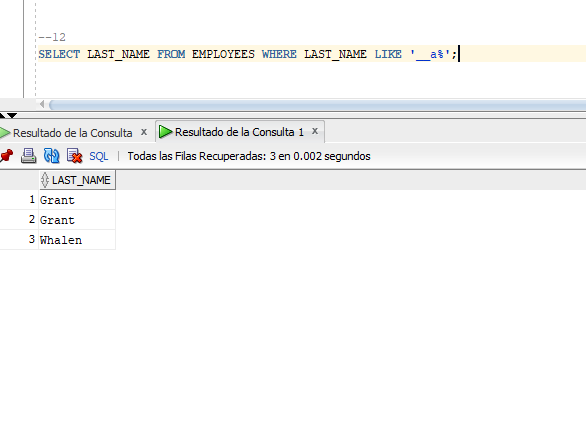 --12
SELECT LAST_NAME FROM EMPLOYEES WHERE LAST_NAME LIKE '__a%';
Resultado de la Consulta x Resultado de la Consulta 1 x
SQL | Todas las Filas Recuperadas: 3 en 0.002 segundos
LAST_NAME
1 Grant
2 Grant
3 Whalen